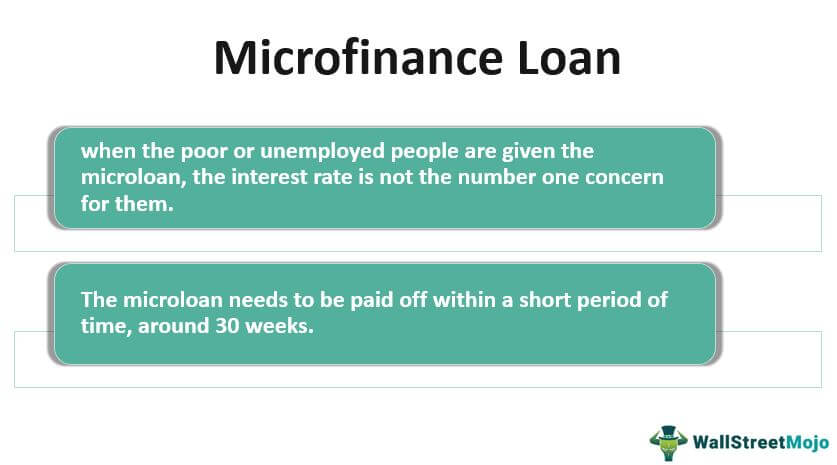 Microfinance Loan
when the poor or unemployed people are given the
microloan, the interest rate is not the number one concern
for them.
The microloan needs to be paid off within a short period of
time, around 30 weeks.
WallStreetMojo